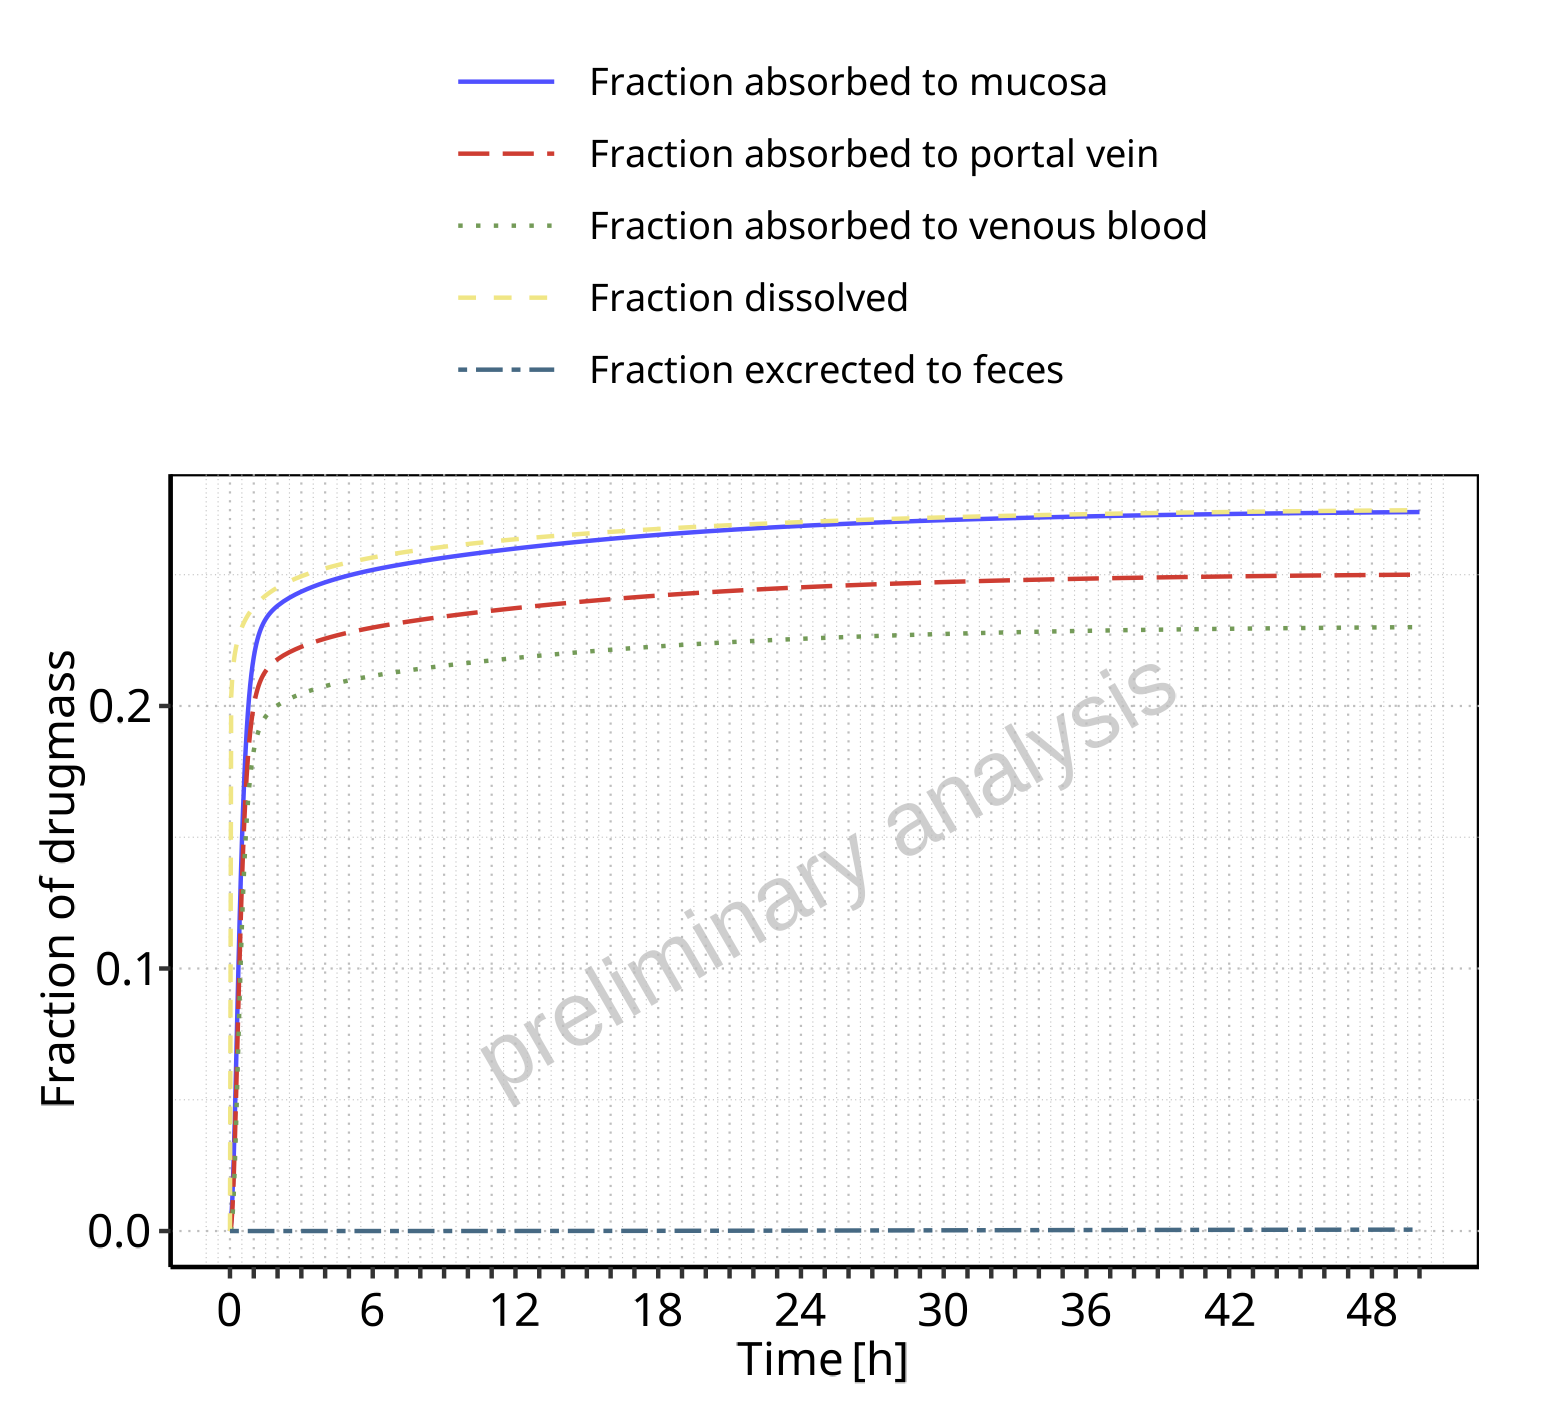 Fraction absorbed to mucosa
Fraction absorbed to portal vein
Fraction absorbed to venous blood
Fraction dissolved
Fraction excrected to feces
Fraction of drugmass
0.2
0.1
0.0
preliminary analysis
0 6 12 18 24 30 36 42 48
Time [h]